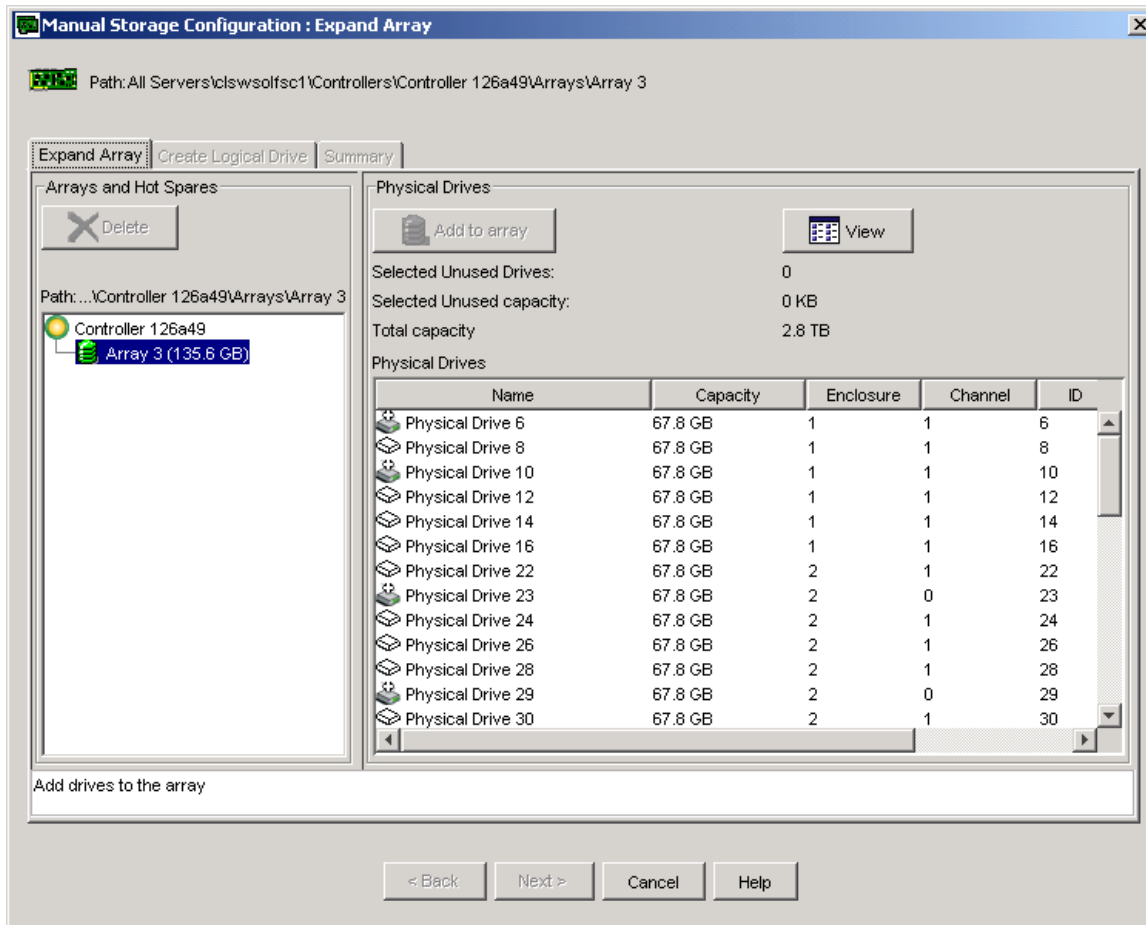 Manual Storage Configuration : Expand Array
Path:All Servers\clswsolfsc1\Controllers\Controller 126a49\Arrays\Array 3
Expand Array Create Logical Drive Summary
Arrays and Hot Spares
Delete
Path:...\Controller 126a49\Arrays\Array 3
Controller 126a49
Array 3 (135.6 GB)
Physical Drives
Add to array View
Selected Unused Drives: 0
Selected Unused capacity: 0 KB
Total capacity 2.8 TB
Physical Drives
Name Capacity Enclosure Channel ID
Physical Drive 6 67.8 GB 1 1 6
Physical Drive 8 67.8 GB 1 1 8
Physical Drive 10 67.8 GB 1 1 10
Physical Drive 12 67.8 GB 1 1 12
Physical Drive 14 67.8 GB 1 1 14
Physical Drive 16 67.8 GB 1 1 16
Physical Drive 22 67.8 GB 2 1 22
Physical Drive 23 67.8 GB 2 0 23
Physical Drive 24 67.8 GB 2 1 24
Physical Drive 26 67.8 GB 2 1 26
Physical Drive 28 67.8 GB 2 1 28
Physical Drive 29 67.8 GB 2 0 29
Physical Drive 30 67.8 GB 2 1 30
Add drives to the array
< Back Next > Cancel Help